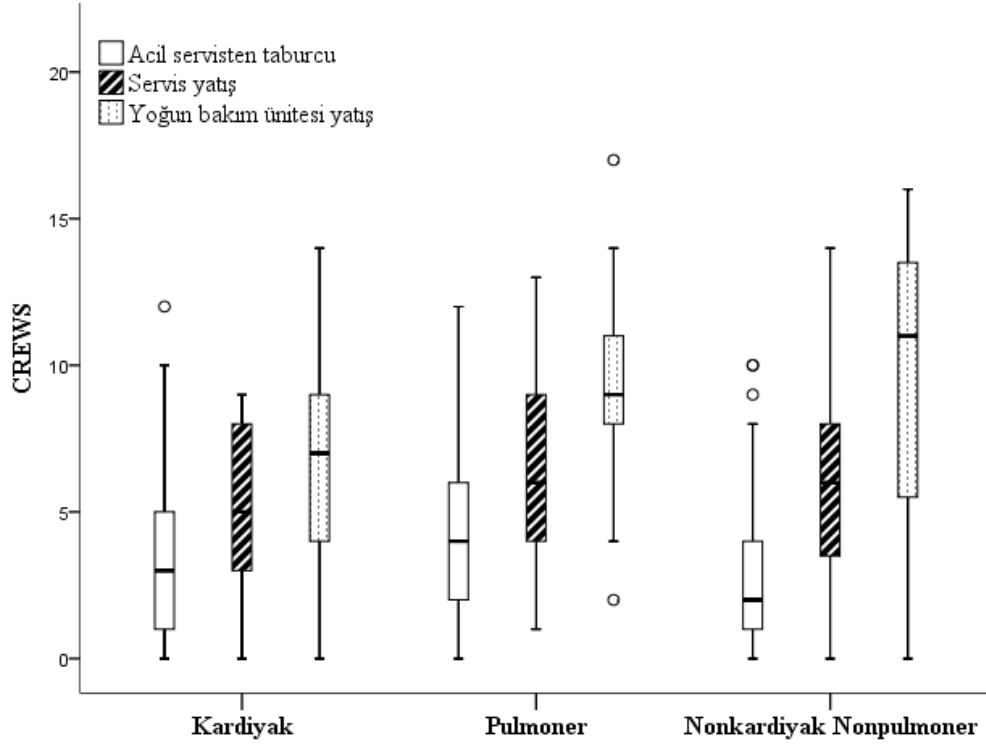 Acil servisten taburcu
Servis yatış
Yoğun bakım ünitesi yatış
20
15
10
5
0
CREWS
Kardiyak
Pulmoner
Nonkardiyak Nonpulmoner